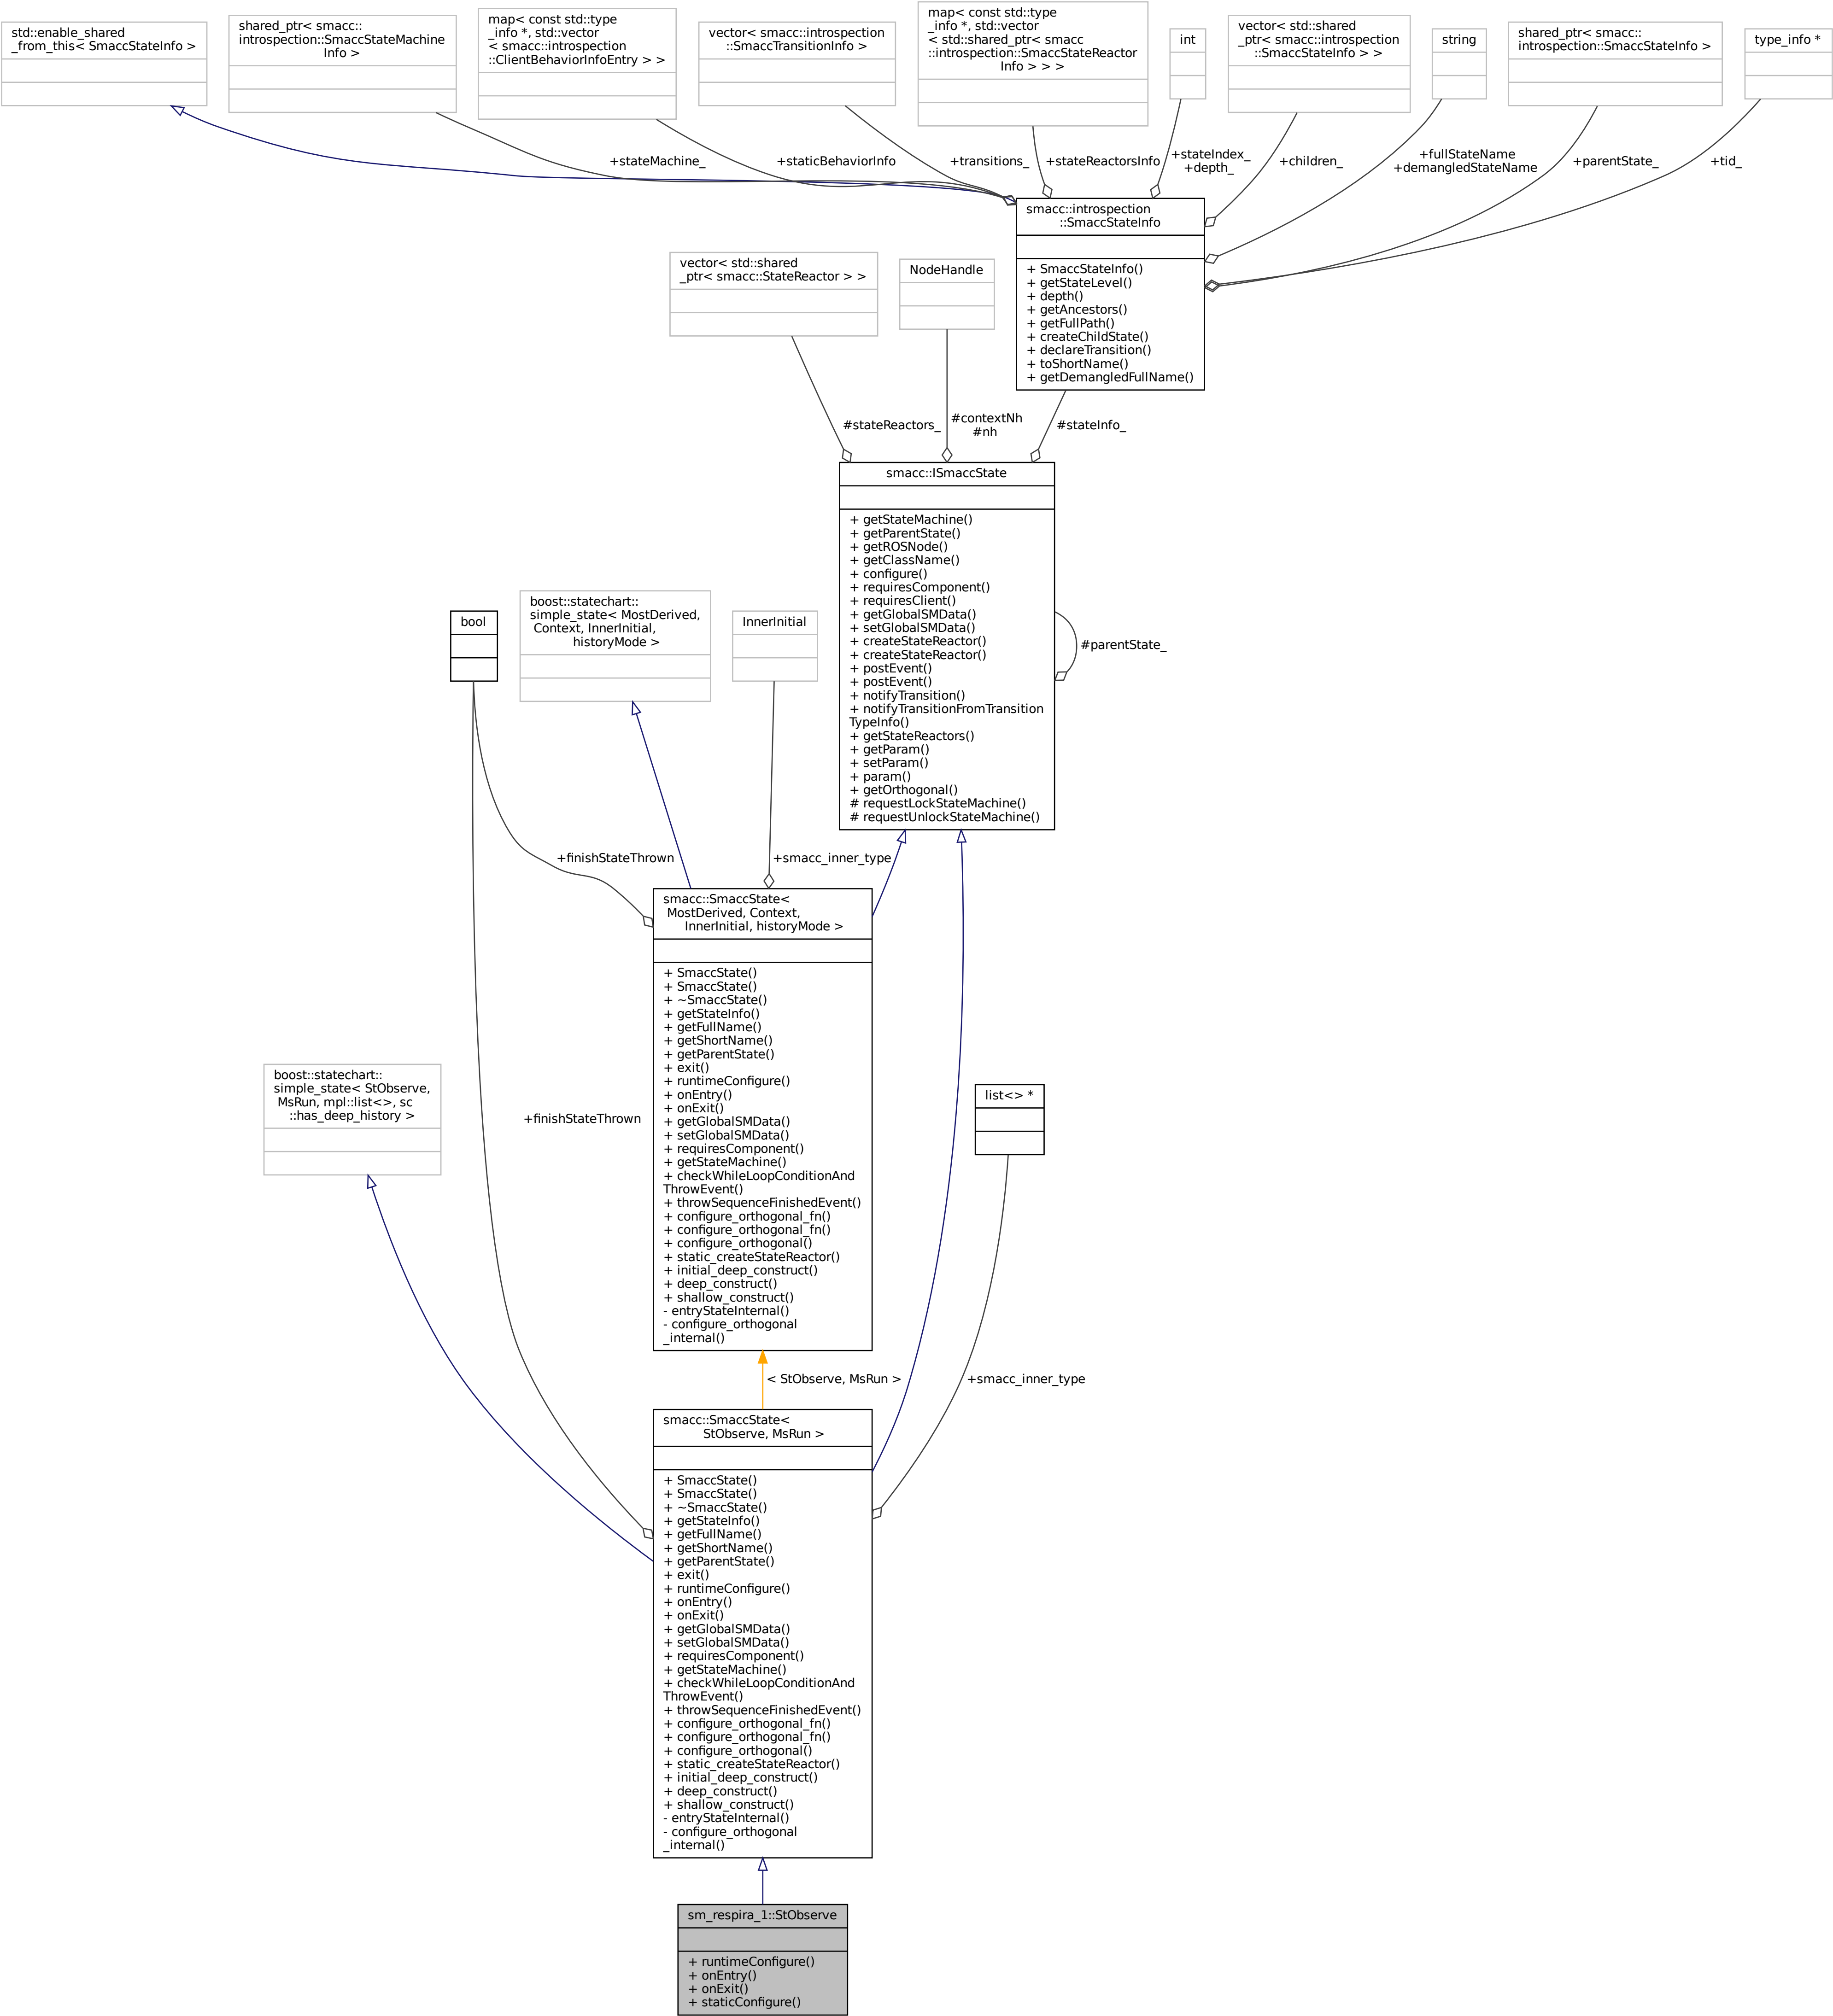 std::enable_shared
_from_this< SmaccStateInfo >
shared_ptr< smacc::
introspection::SmaccStateMachine
Info >
map< const std::type
_info *, std::vector
< smacc::introspection
::ClientBehaviorInfoEntry > >
vector< smacc::introspection
::SmaccTransitionInfo >
map< const std::type
_info *, std::vector
< std::shared_ptr< smacc
::introspection::SmaccStateReactor
Info > > >
int
vector< std::shared
_ptr< smacc::introspection
::SmaccStateInfo > >
string
shared_ptr< smacc::
introspection::SmaccStateInfo >
type_info *
+stateMachine_
+staticBehaviorInfo
+transitions_
+stateReactorsInfo
+stateIndex_
+depth_
+children_
+fullStateName
+demangledStateName
+parentState_
+tid_
smacc::introspection
::SmaccStateInfo
+ SmaccStateInfo()
+ getStateLevel()
+ depth()
+ getAncestors()
+ getFullPath()
+ createChildState()
+ declareTransition()
+ toShortName()
+ getDemangledFullName()
vector< std::shared
_ptr< smacc::StateReactor > >
NodeHandle
#stateReactors_
#contextNh
#nh
#stateInfo_
smacc::ISmaccState
+ getStateMachine()
+ getParentState()
+ getROSNode()
+ getClassName()
+ configure()
+ requiresComponent()
+ requiresClient()
+ getGlobalSMData()
+ setGlobalSMData()
+ createStateReactor()
+ createStateReactor()
+ postEvent()
+ postEvent()
+ notifyTransition()
+ notifyTransitionFromTransition
TypeInfo()
+ getStateReactors()
+ getParam()
+ setParam()
+ param()
+ getOrthogonal()
# requestLockStateMachine()
# requestUnlockStateMachine()
#parentState_
bool
boost::statechart::
simple_state< MostDerived,
Context, InnerInitial,
historyMode >
InnerInitial
+finishStateThrown
+smacc_inner_type
smacc::SmaccState<
MostDerived, Context,
InnerInitial, historyMode >
+ SmaccState()
+ SmaccState()
+ ~SmaccState()
+ getStateInfo()
+ getFullName()
+ getShortName()
+ getParentState()
+ exit()
+ runtimeConfigure()
+ onEntry()
+ onExit()
+ getGlobalSMData()
+ setGlobalSMData()
+ requiresComponent()
+ getStateMachine()
+ checkWhileLoopConditionAnd
ThrowEvent()
+ throwSequenceFinishedEvent()
+ configure_orthogonal_fn()
+ configure_orthogonal_fn()
+ configure_orthogonal()
+ static_createStateReactor()
+ initial_deep_construct()
+ deep_construct()
+ shallow_construct()
- entryStateInternal()
- configure_orthogonal
_internal()
boost::statechart::
simple_state< StObserve,
MsRun, mpl::list<>, sc
::has_deep_history >
+finishStateThrown
list<> *
< StObserve, MsRun >
+smacc_inner_type
smacc::SmaccState<
StObserve, MsRun >
+ SmaccState()
+ SmaccState()
+ ~SmaccState()
+ getStateInfo()
+ getFullName()
+ getShortName()
+ getParentState()
+ exit()
+ runtimeConfigure()
+ onEntry()
+ onExit()
+ getGlobalSMData()
+ setGlobalSMData()
+ requiresComponent()
+ getStateMachine()
+ checkWhileLoopConditionAnd
ThrowEvent()
+ throwSequenceFinishedEvent()
+ configure_orthogonal_fn()
+ configure_orthogonal_fn()
+ configure_orthogonal()
+ static_createStateReactor()
+ initial_deep_construct()
+ deep_construct()
+ shallow_construct()
- entryStateInternal()
- configure_orthogonal
_internal()
sm_respira_1::StObserve
+ runtimeConfigure()
+ onEntry()
+ onExit()
+ staticConfigure()